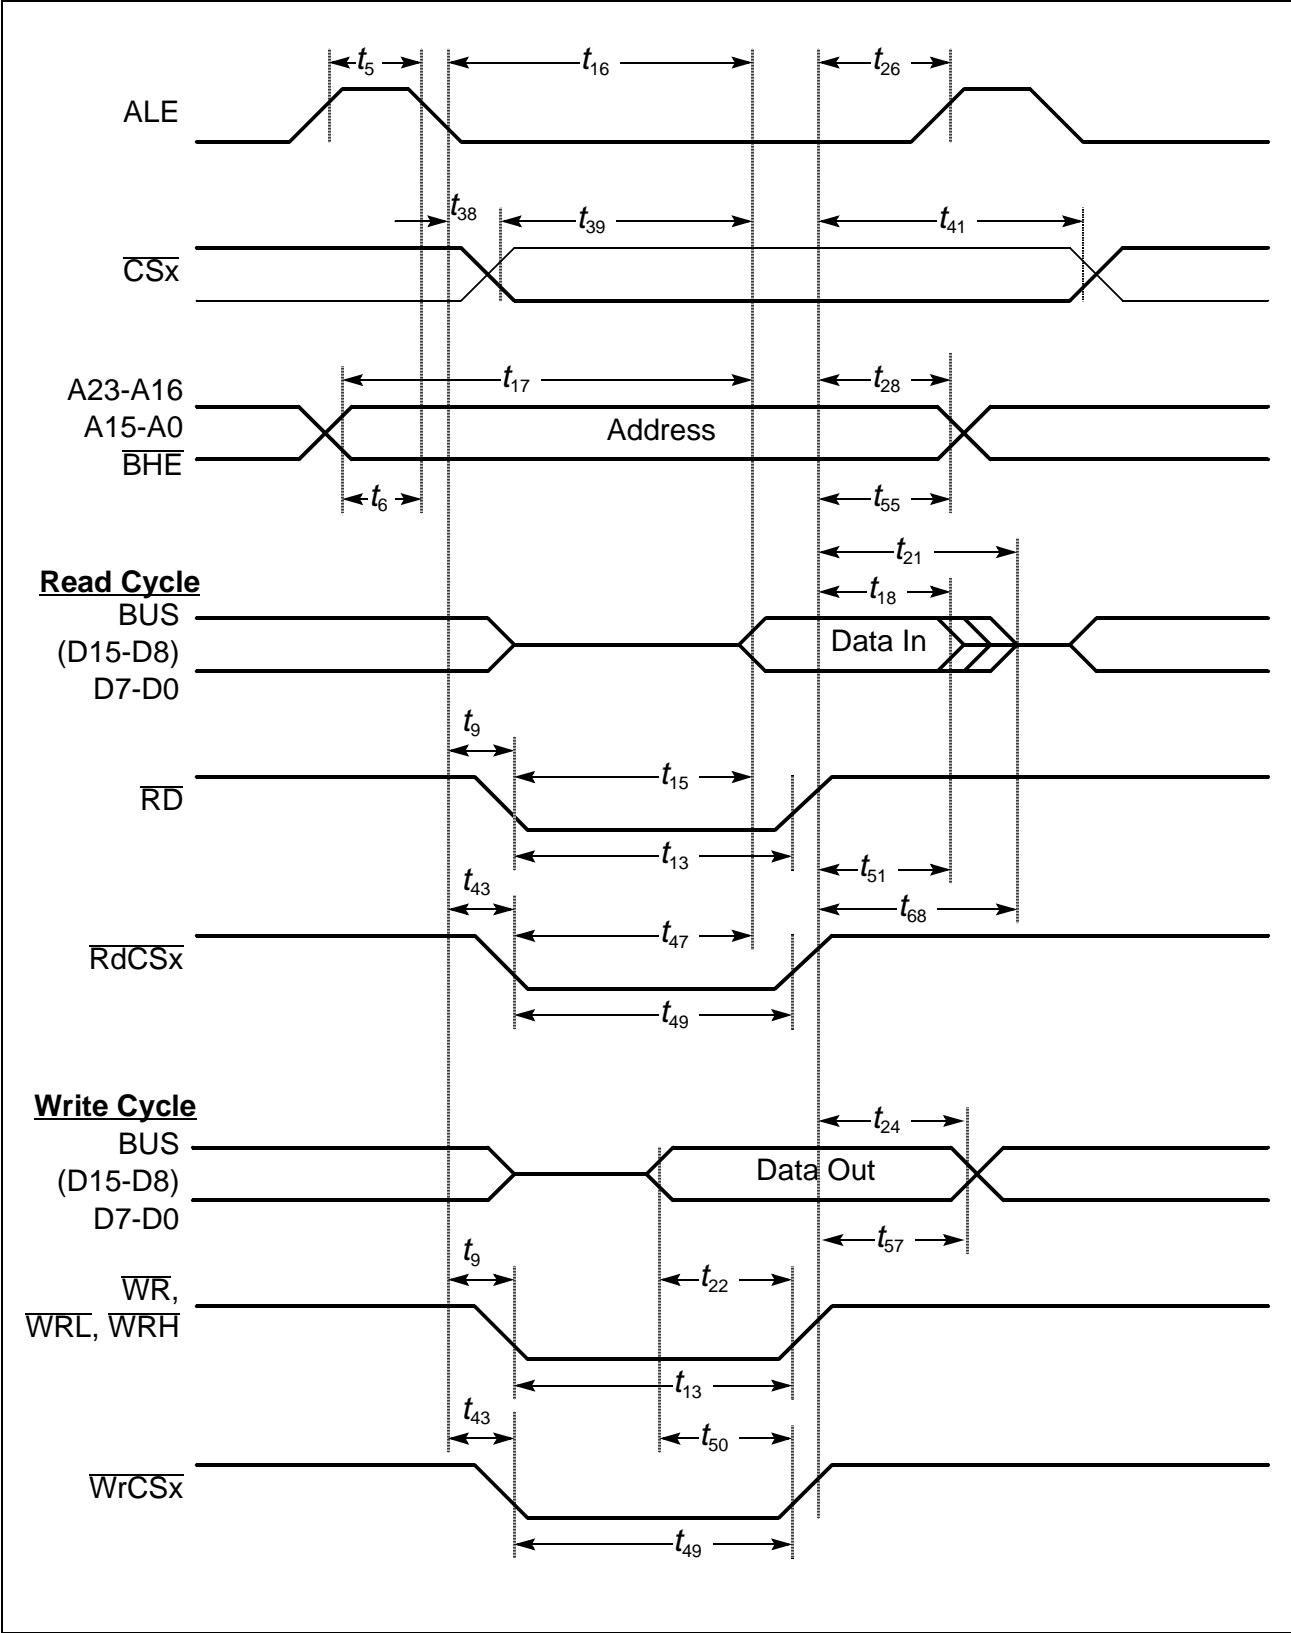 t5 t16 t26
ALE
t38 t39 t41
CSx
t17 t28
A23-A16
A15-A0
BHE
Address
t6 t55
t21
Read Cycle
t18
BUS
(D15-D8)
D7-D0
Data In
t9
t15
RD
t13
t51
t43
t68
t47
RdCSx
t49
Write Cycle
t24
BUS
(D15-D8)
D7-D0
Data Out
t57
t9
t22
WR,
WRL, WRH
t13
t43
t50
WrCSx
t49